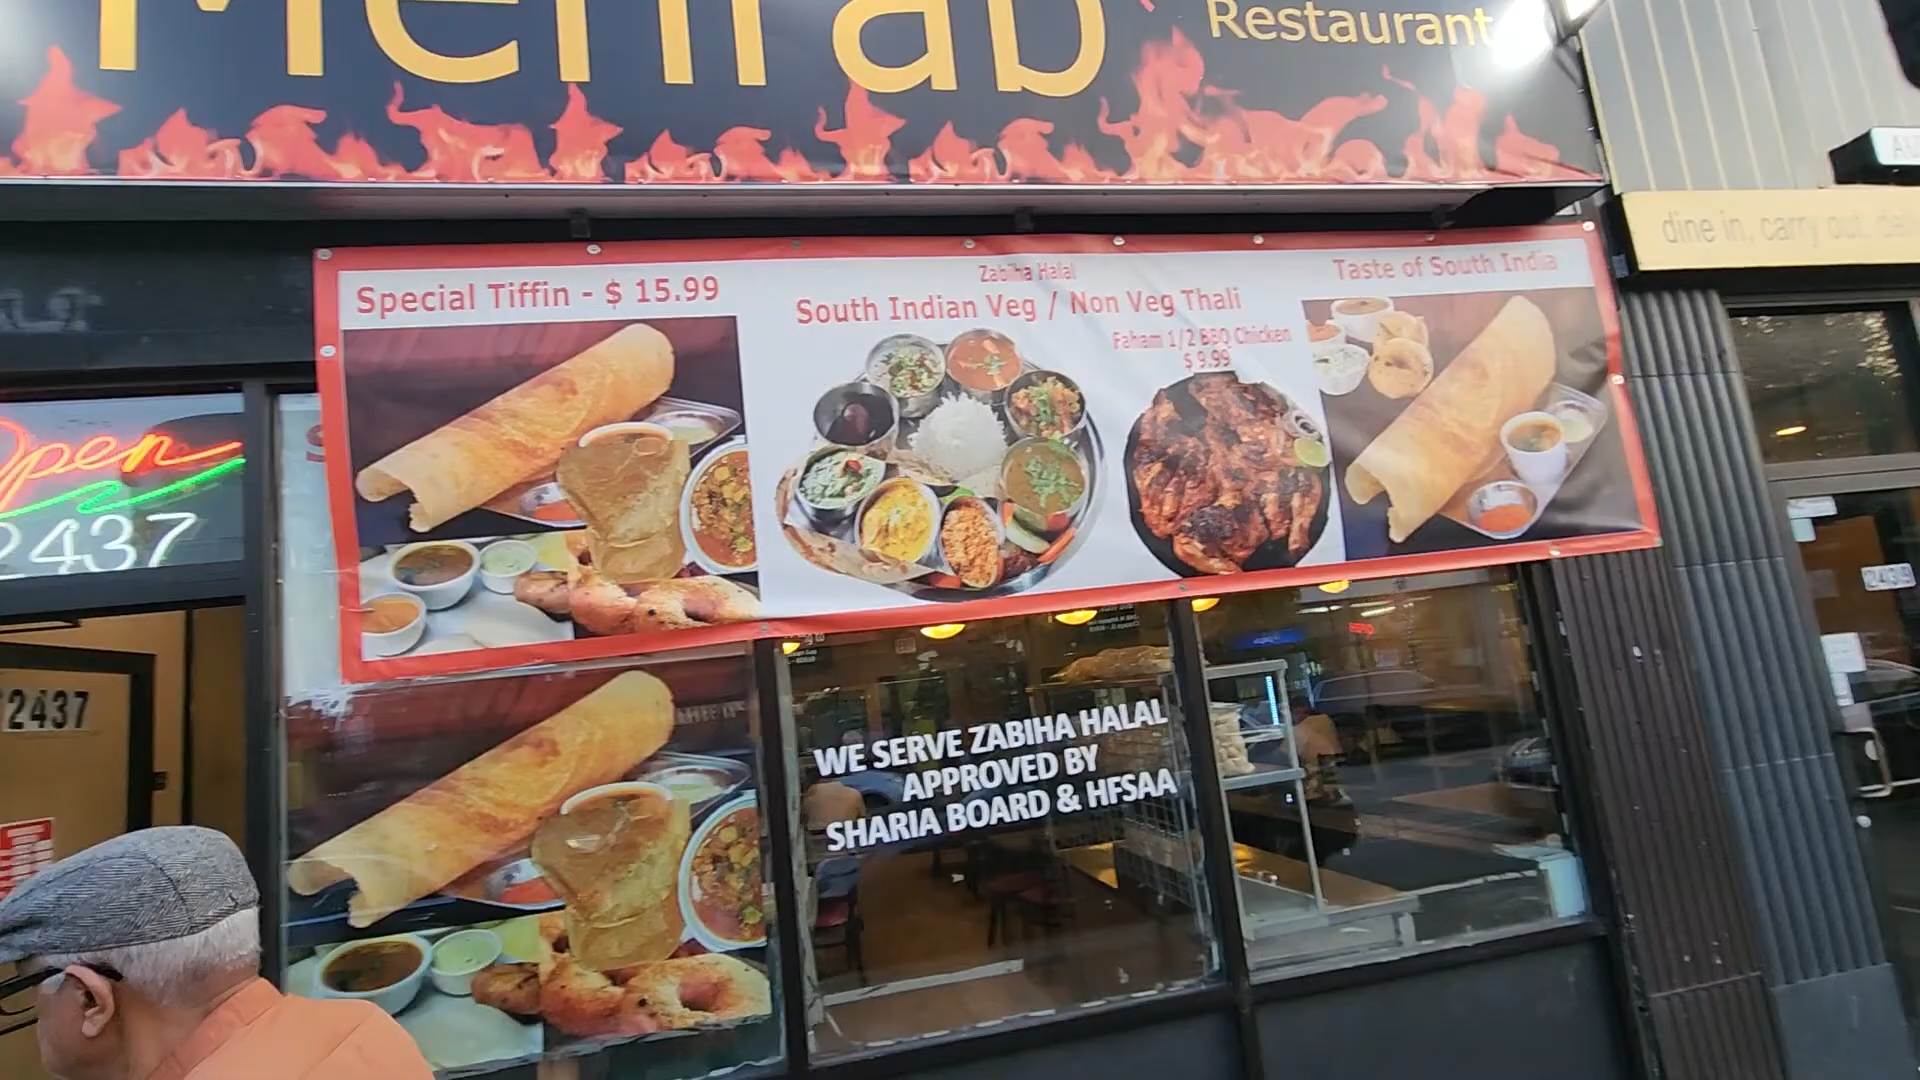 Mehrab
Restaurant
dine in, carry out,
Special Tiffin - $ 15.99
Zabiha Halal
South Indian Veg / Non Veg Thali
Faham 1/2 BBQ Chicken
$ 9.99
Taste of South India
Open
2437
2437
2439
WE SERVE ZABIHA HALAL
APPROVED BY
SHARIA BOARD & HFSAA